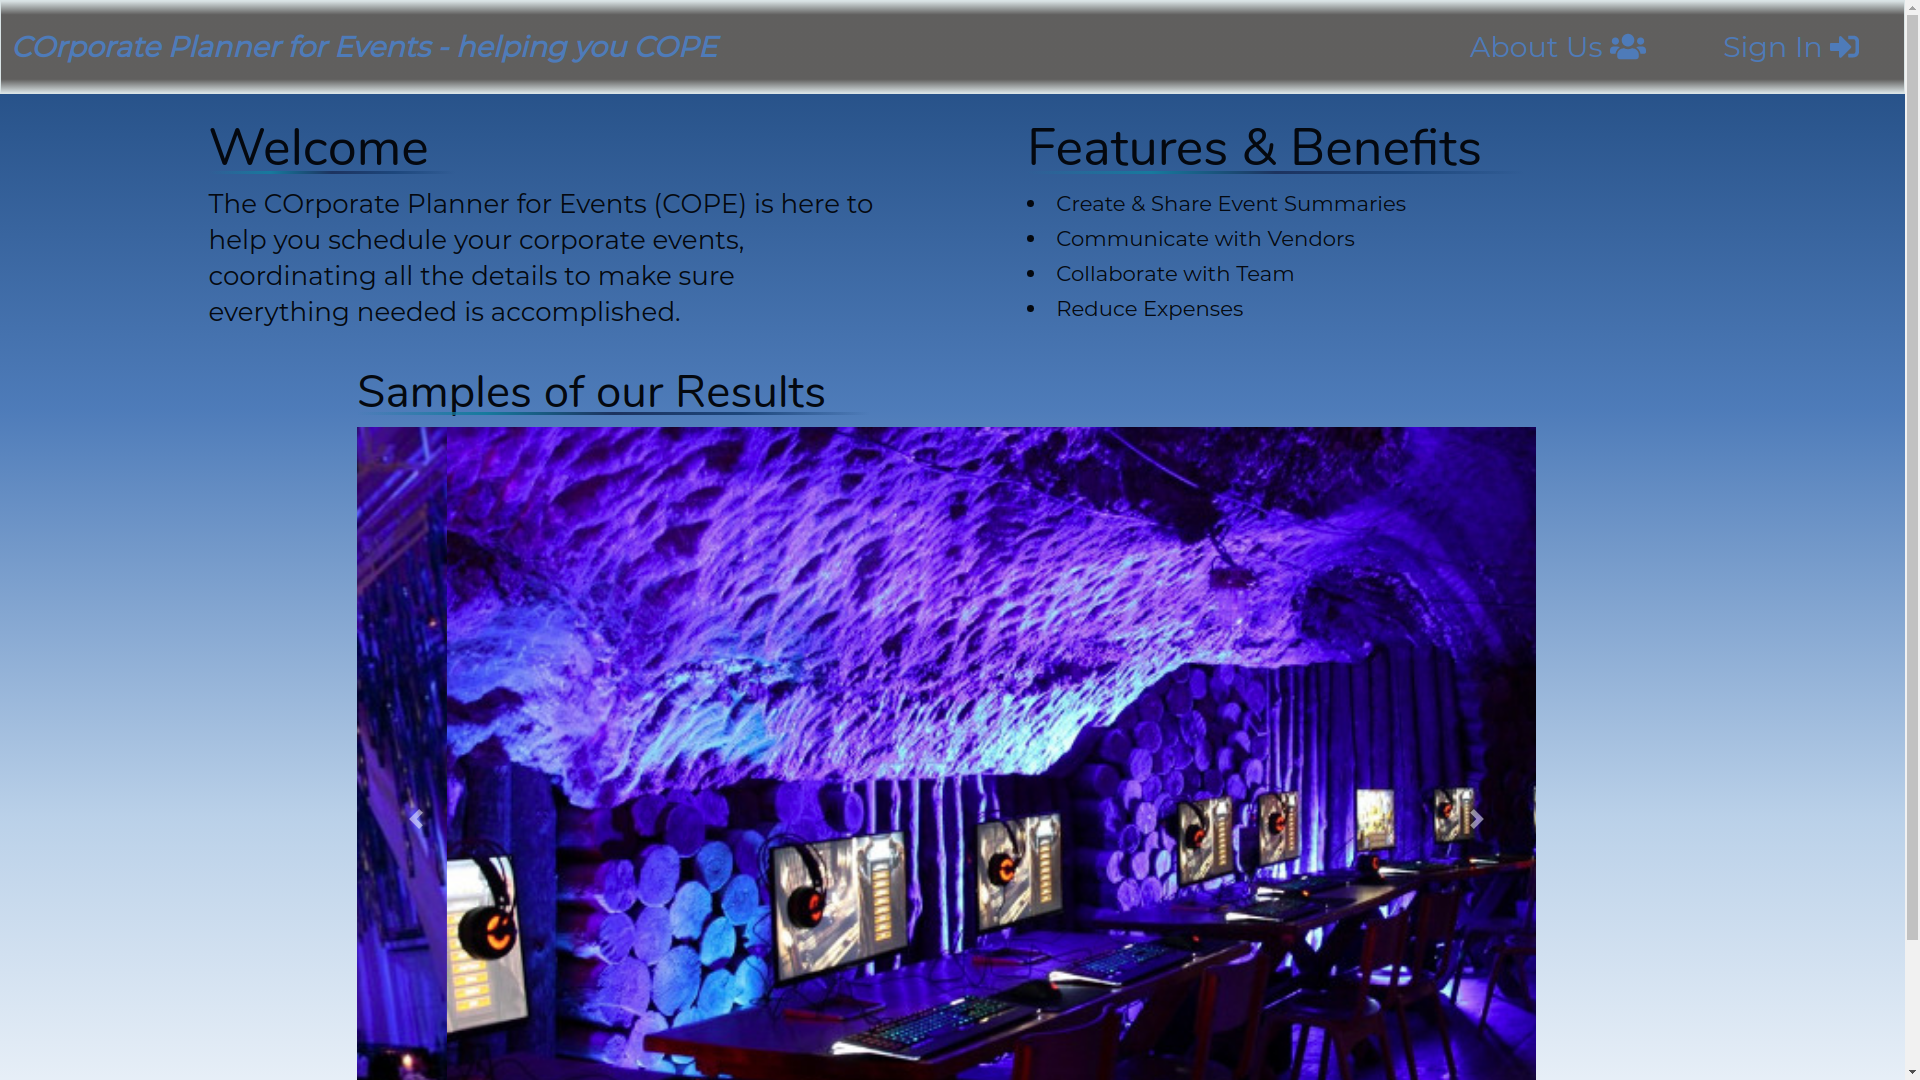 COrporate Planner for Events - helping you COPE
About Us
Sign In
Welcome
The COrporate Planner for Events (COPE) is here to
help you schedule your corporate events,
coordinating all the details to make sure
everything needed is accomplished.
Features & Benefits
Create & Share Event Summaries
Communicate with Vendors
Collaborate with Team
Reduce Expenses
Samples of our Results